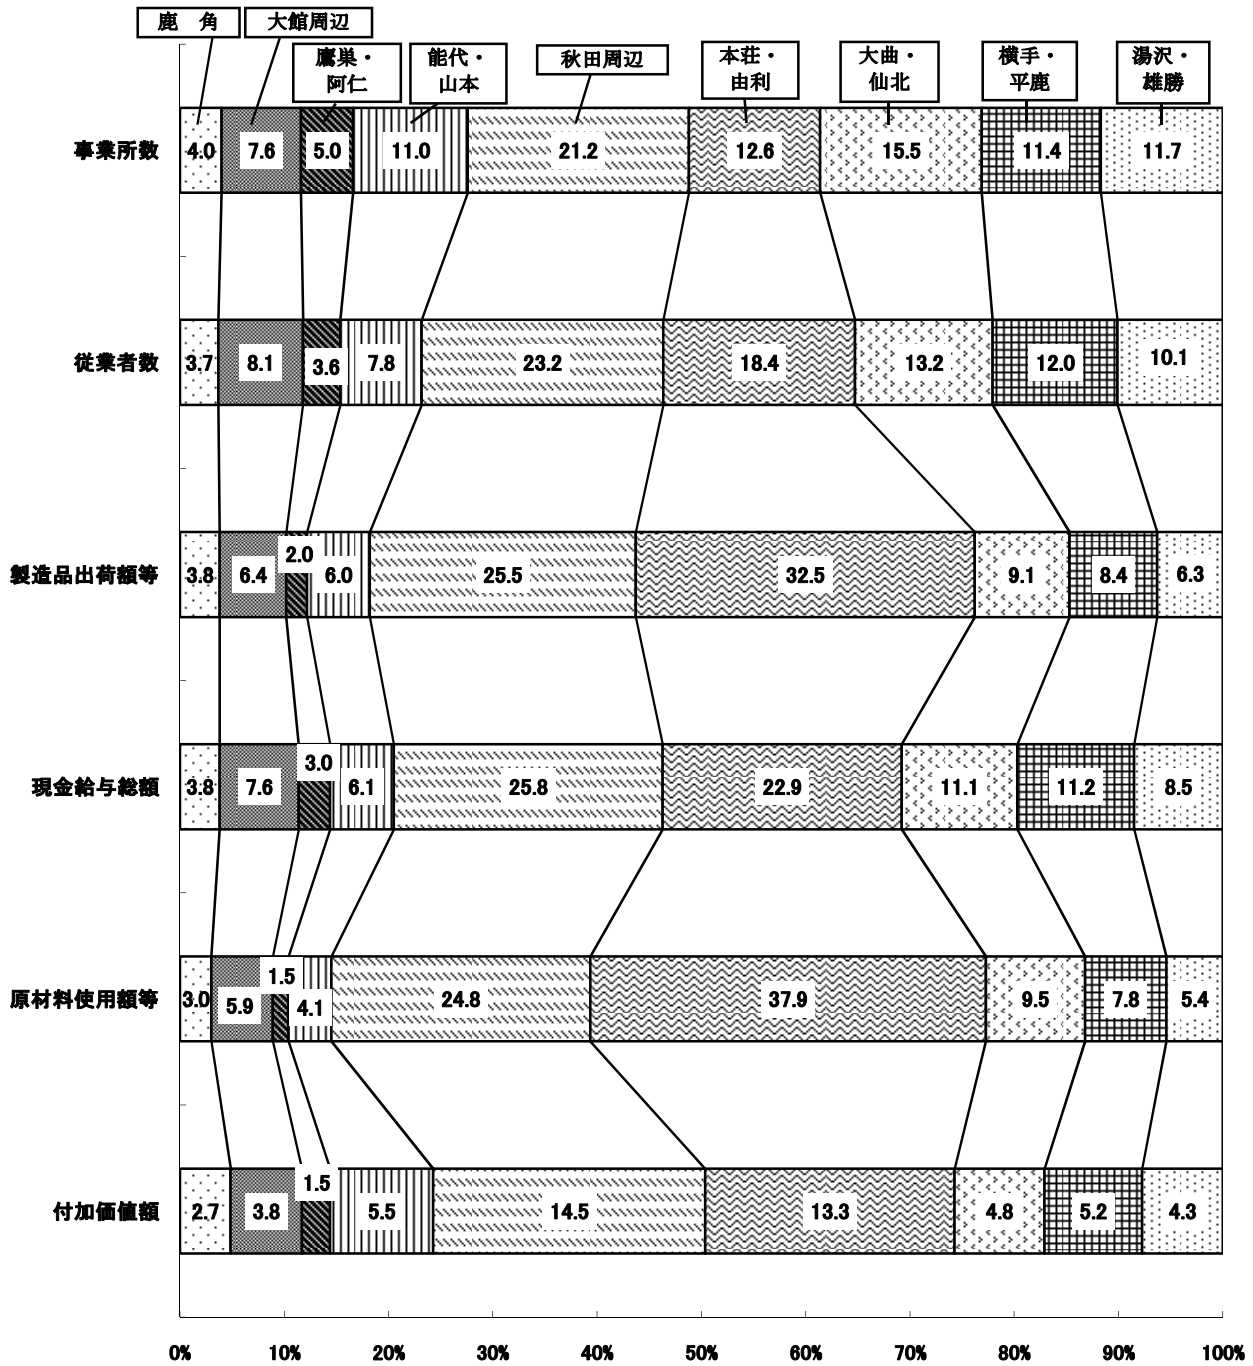 鹿　角
大館周辺
鷹巣・
阿仁
能代・
山本
秋田周辺
本荘・
由利
大曲・
仙北
横手・
平鹿
湯沢・
雄勝
事業所数
4.0 7.6 5.0 11.0 21.2 12.6 15.5 11.4 11.7
従業者数
3.7 8.1 3.6 7.8 23.2 18.4 13.2 12.0 10.1
製造品出荷額等
3.8 6.4 2.0 6.0 25.5 32.5 9.1 8.4 6.3
現金給与総額
3.8 7.6 3.0 6.1 25.8 22.9 11.1 11.2 8.5
原材料使用額等
3.0 5.9 1.5 4.1 24.8 37.9 9.5 7.8 5.4
付加価値額
2.7 3.8 1.5 5.5 14.5 13.3 4.8 5.2 4.3
0% 10% 20% 30% 40% 50% 60% 70% 80% 90% 100%